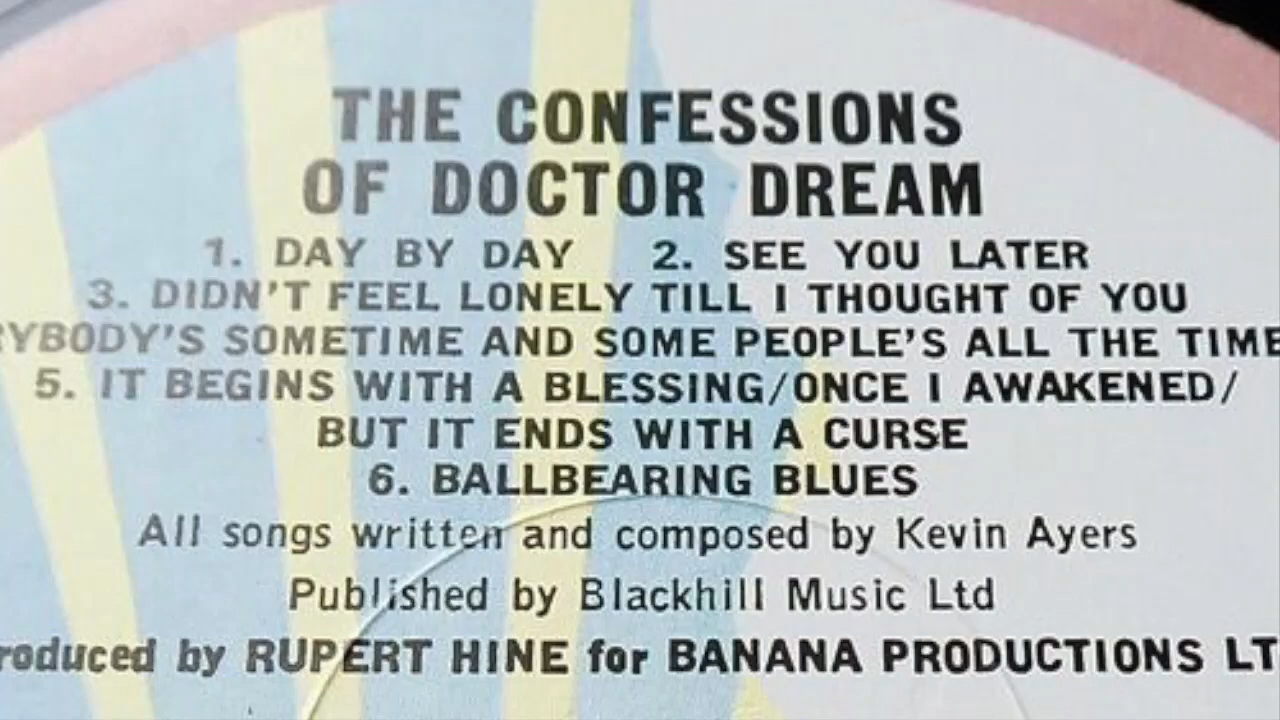 THE CONFESSIONS
OF DOCTOR DREAM
1. DAY BY DAY 2. SEE YOU LATER
3. DIDN'T FEEL LONELY TILL I THOUGHT OF YOU
YBODY'S SOMETIME AND SOME PEOPLE'S ALL THE TIME
5. IT BEGINS WITH A BLESSING/ONCE I AWAKENED/
BUT IT ENDS WITH A CURSE
6. BALLBEARING BLUES
All songs written and composed by Kevin Ayers
Published by Blackhill Music Ltd
roduced by RUPERT HINE for BANANA PRODUCTIONS LT